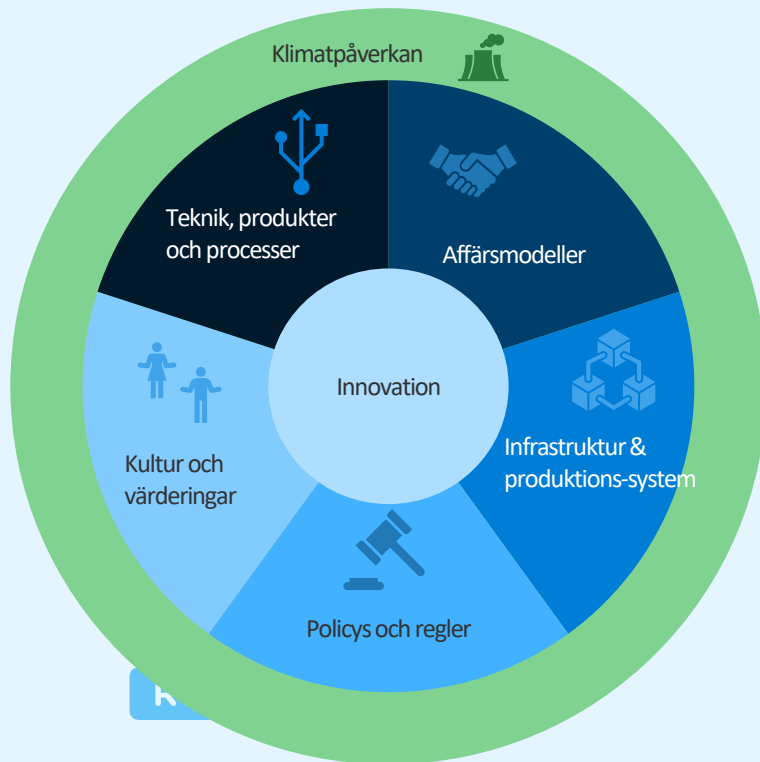 Klimatpåverkan
Teknik, produkter
och processer
Affärsmodeller
Innovation
Infrastruktur &
produktions-system
Kultur och
värderingar
Policys och regler